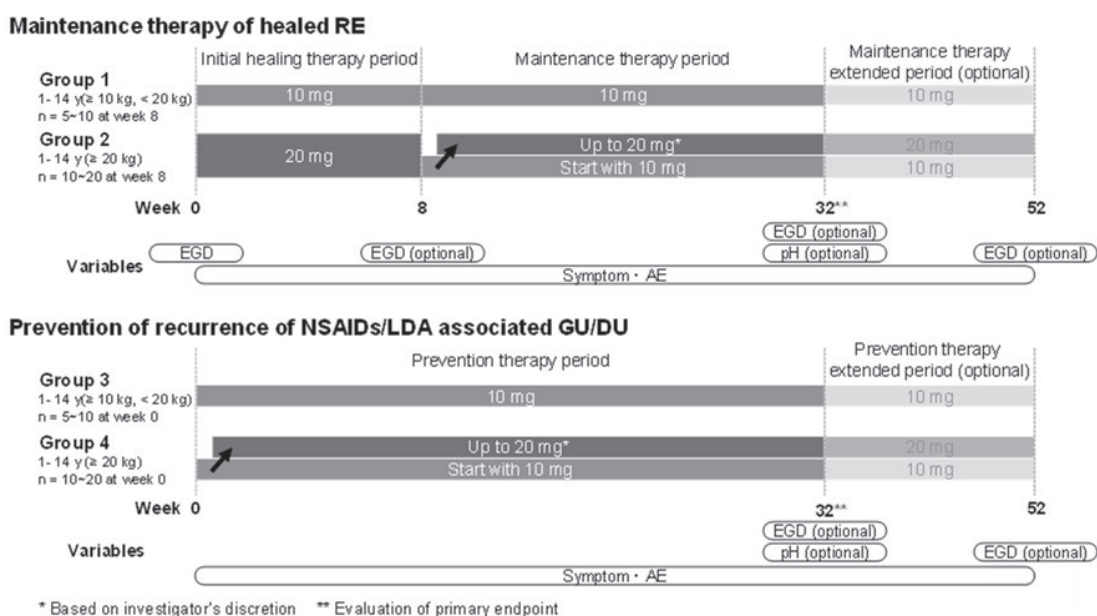 Maintenance therapy of healed RE
Initial healing therapy period
Maintenance therapy period
Maintenance therapy
extended period (optional)
Group 1
1- 14 y(≥ 10 kg, < 20 kg)
n = 5~10 at week 8
10 mg
10 mg
10 mg
Group 2
1- 14 y (≥ 20 kg)
n = 10~20 at week 8
20 mg
Up to 20 mg*
Start with 10 mg
20 mg
10 mg
Week 0 8 32** 52
Variables
EGD
EGD (optional)
EGD (optional)
pH (optional)
EGD (optional)
Symptom・AE
Prevention of recurrence of NSAIDs/LDA associated GU/DU
Prevention therapy period
Prevention therapy
extended period (optional)
Group 3
1- 14 y(≥ 10 kg, < 20 kg)
n = 5~10 at week 0
10 mg
10 mg
Group 4
1- 14 y (≥ 20 kg)
n = 10~20 at week 0
Up to 20 mg*
Start with 10 mg
20 mg
10 mg
Week 0 32** 52
Variables
EGD (optional)
pH (optional)
EGD (optional)
Symptom・AE
* Based on investigator's discretion ** Evaluation of primary endpoint